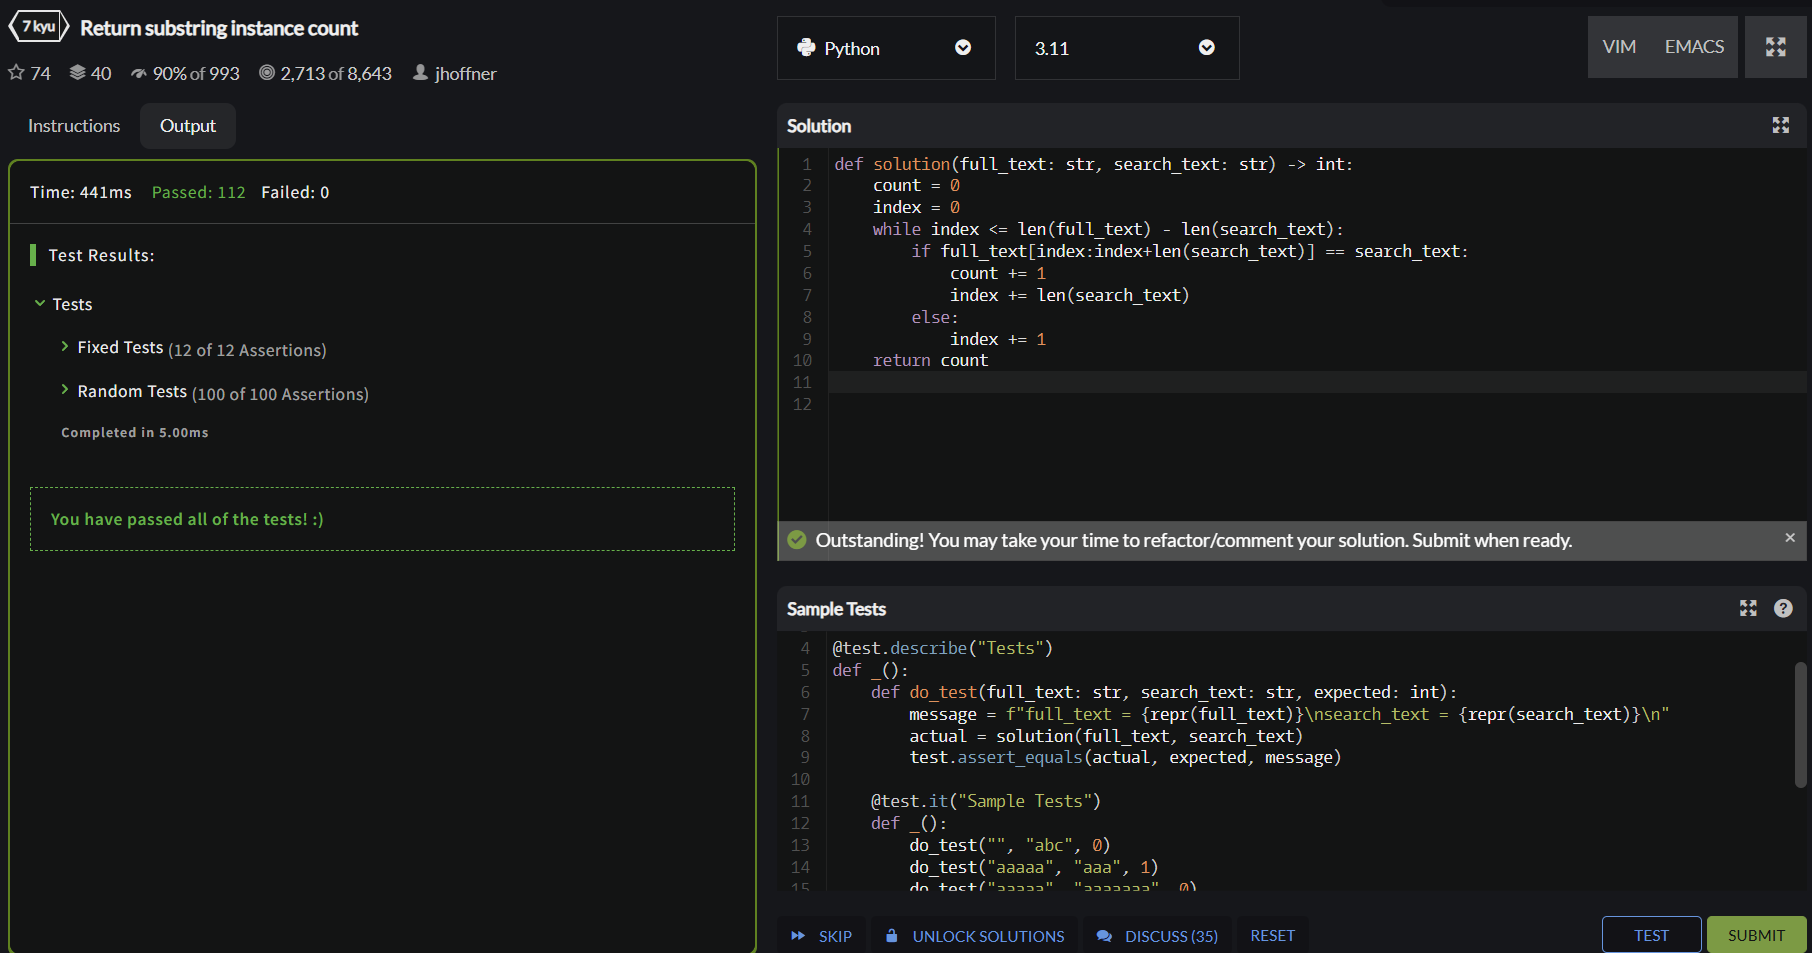 7 kyu Return substring instance count
74 40 90% of 993 2,713 of 8,643 jhoffner
Instructions Output
Time: 441ms Passed: 112 Failed: 0
Test Results:
Tests
Fixed Tests (12 of 12 Assertions)
Random Tests (100 of 100 Assertions)
Completed in 5.00ms
You have passed all of the tests! :)
Python 3.11 VIM EMACS
Solution
1 def solution(full_text: str, search_text: str) -> int:
2     count = 0
3     index = 0
4     while index <= len(full_text) - len(search_text):
5         if full_text[index:index+len(search_text)] == search_text:
6             count += 1
7             index += len(search_text)
8         else:
9             index += 1
10     return count
11
12
Outstanding! You may take your time to refactor/comment your solution. Submit when ready. ×
Sample Tests ?
4 @test.describe("Tests")
5 def _():
6     def do_test(full_text: str, search_text: str, expected: int):
7         message = f"full_text = {repr(full_text)}\nsearch_text = {repr(search_text)}\n"
8         actual = solution(full_text, search_text)
9         test.assert_equals(actual, expected, message)
10
11     @test.it("Sample Tests")
12     def _():
13         do_test("", "abc", 0)
14         do_test("aaaaa", "aaa", 1)
15         do_test("aaaaa", "aaaaaaa", 0)
SKIP UNLOCK SOLUTIONS DISCUSS (35) RESET TEST SUBMIT